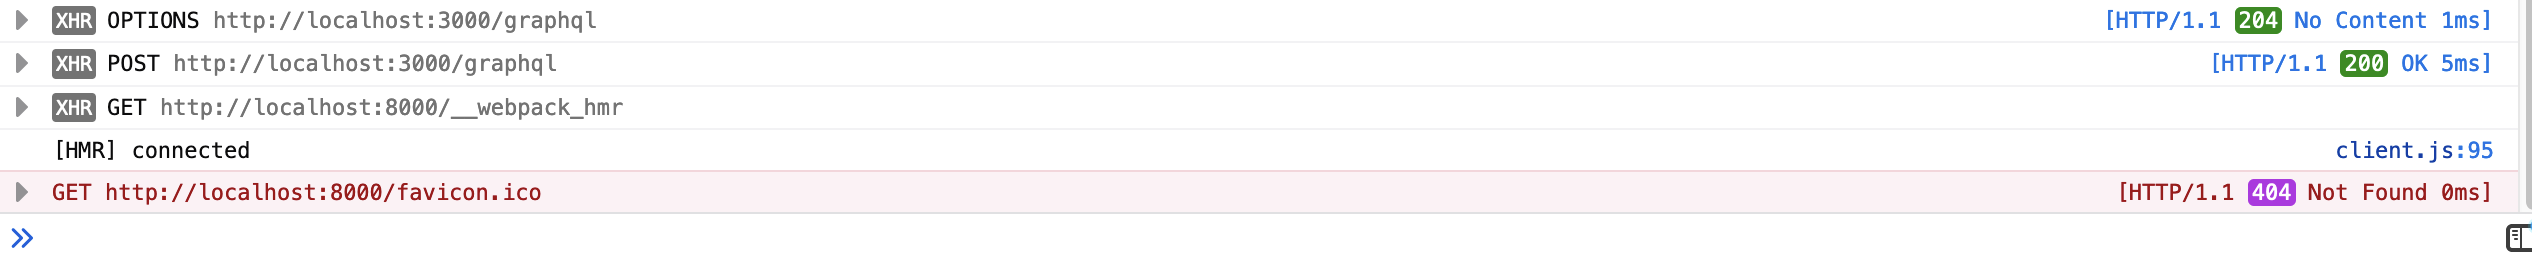 XHR OPTIONS http://localhost:3000/graphql [HTTP/1.1 204 No Content 1ms]
XHR POST http://localhost:3000/graphql [HTTP/1.1 200 OK 5ms]
XHR GET http://localhost:8000/__webpack_hmr
[HMR] connected client.js:95
GET http://localhost:8000/favicon.ico [HTTP/1.1 404 Not Found 0ms]